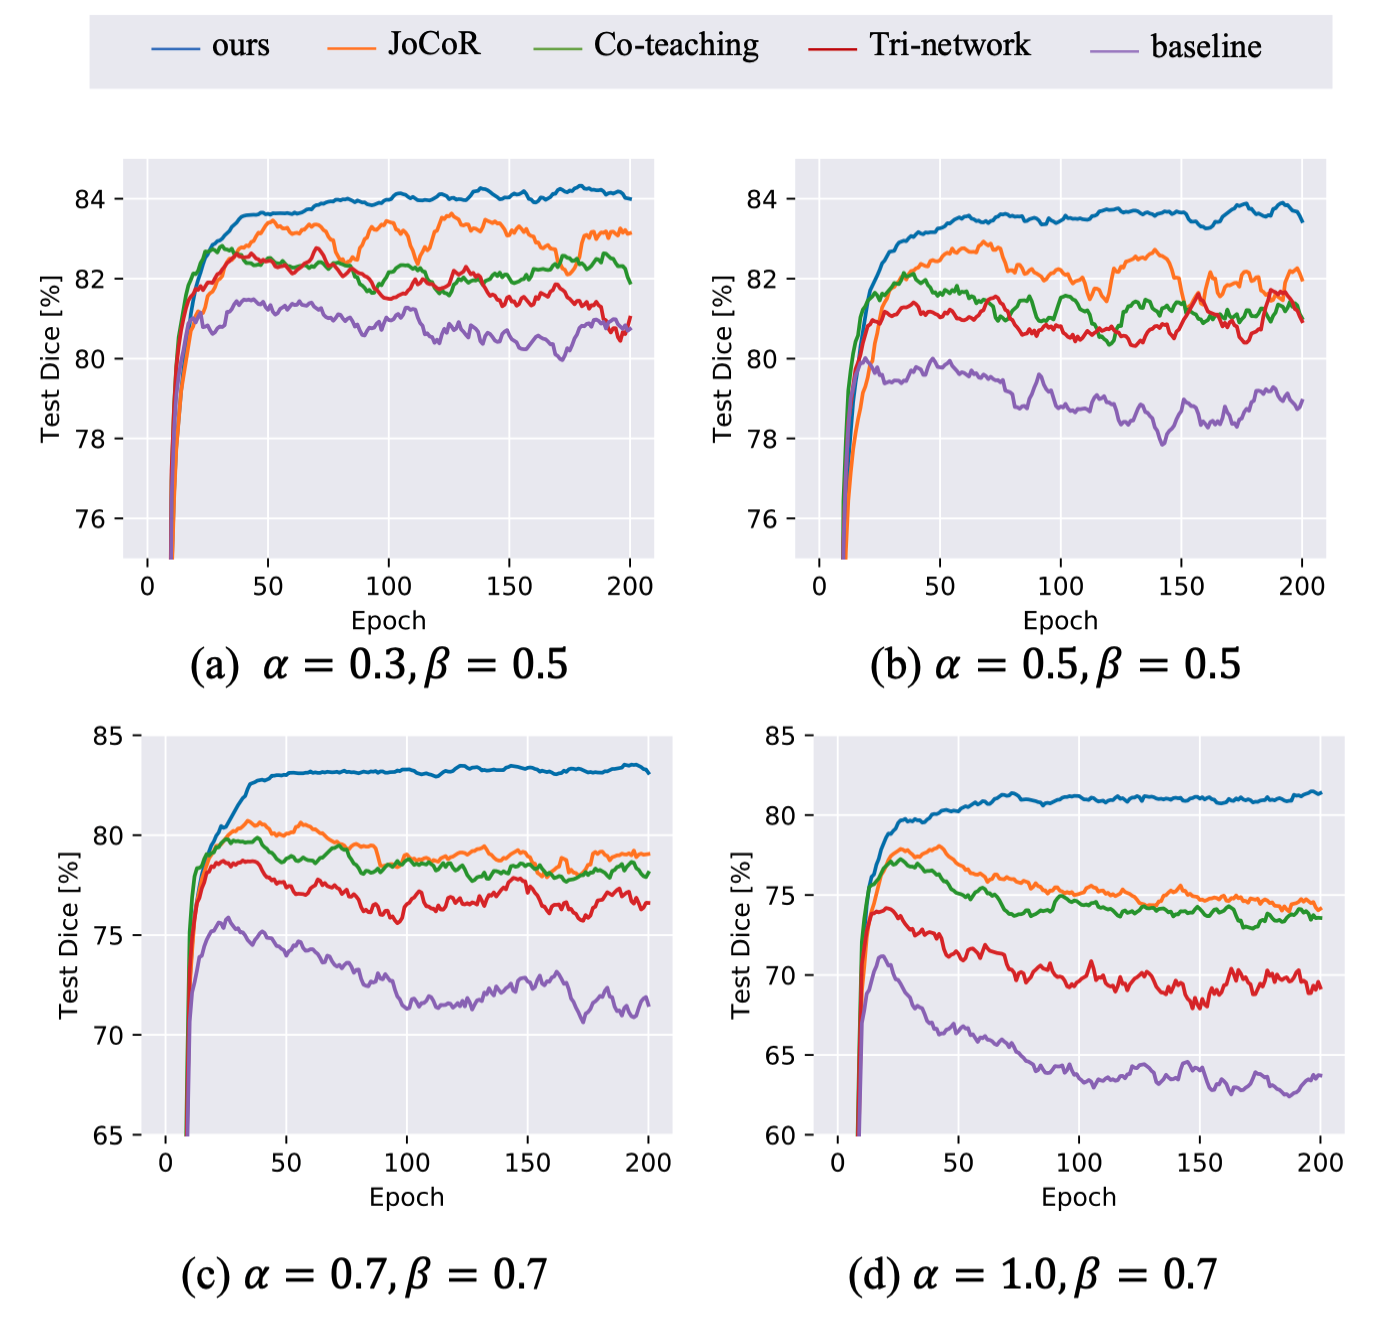 ours JoCoR Co-teaching Tri-network baseline
84
82
80
78
76
Test Dice [%]
0 50 100 150 200
Epoch
(a) α = 0.3, β = 0.5
84
82
80
78
76
Test Dice [%]
0 50 100 150 200
Epoch
(b) α = 0.5, β = 0.5
85
80
75
70
65
Test Dice [%]
0 50 100 150 200
Epoch
(c) α = 0.7, β = 0.7
85
80
75
70
65
60
Test Dice [%]
0 50 100 150 200
Epoch
(d) α = 1.0, β = 0.7